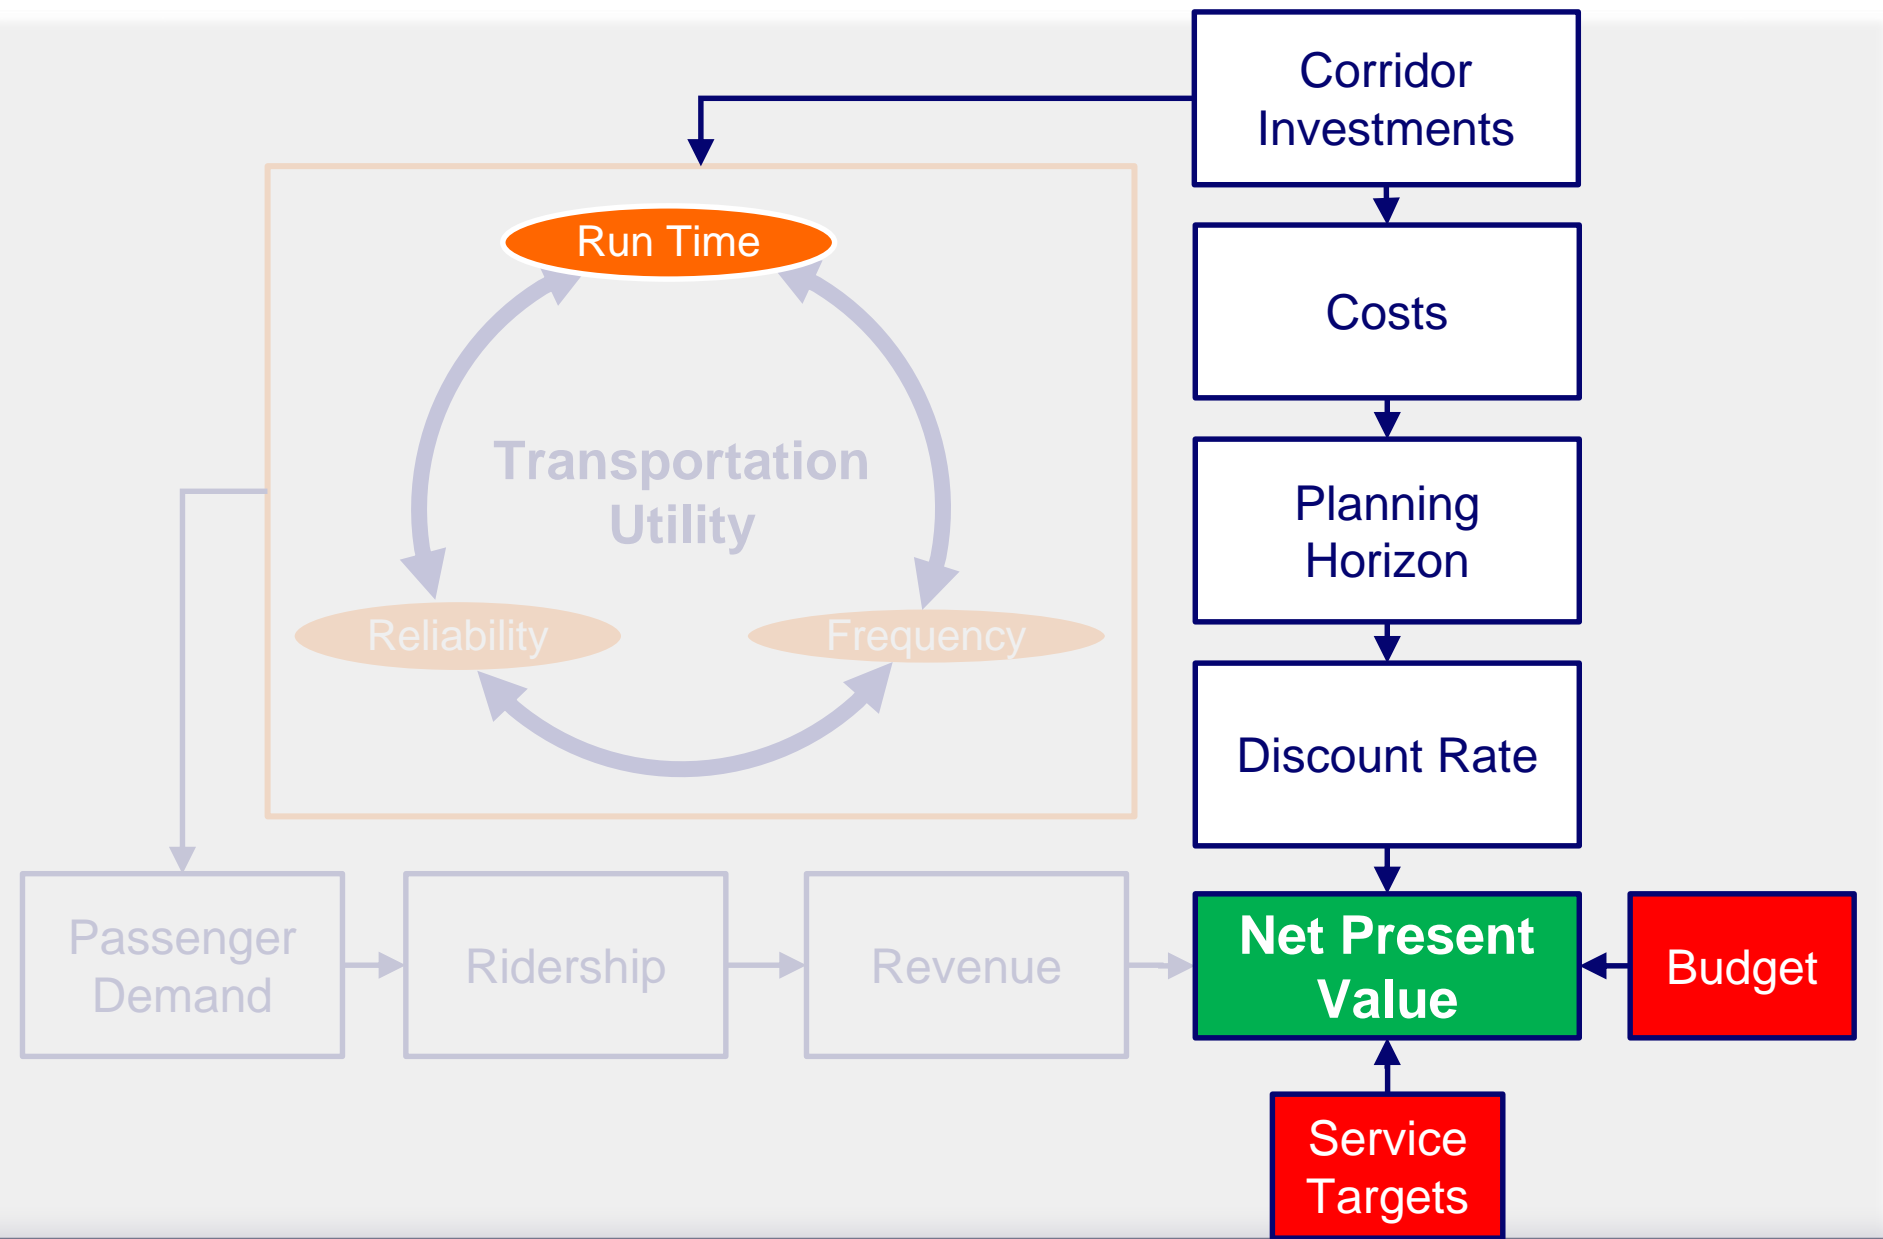 Corridor
Investments
Run Time
Costs
Transportation
Utility
Planning
Horizon
Reliability
Frequency
Discount Rate
Passenger
Demand
Ridership
Revenue
Net Present
Value
Budget
Service
Targets